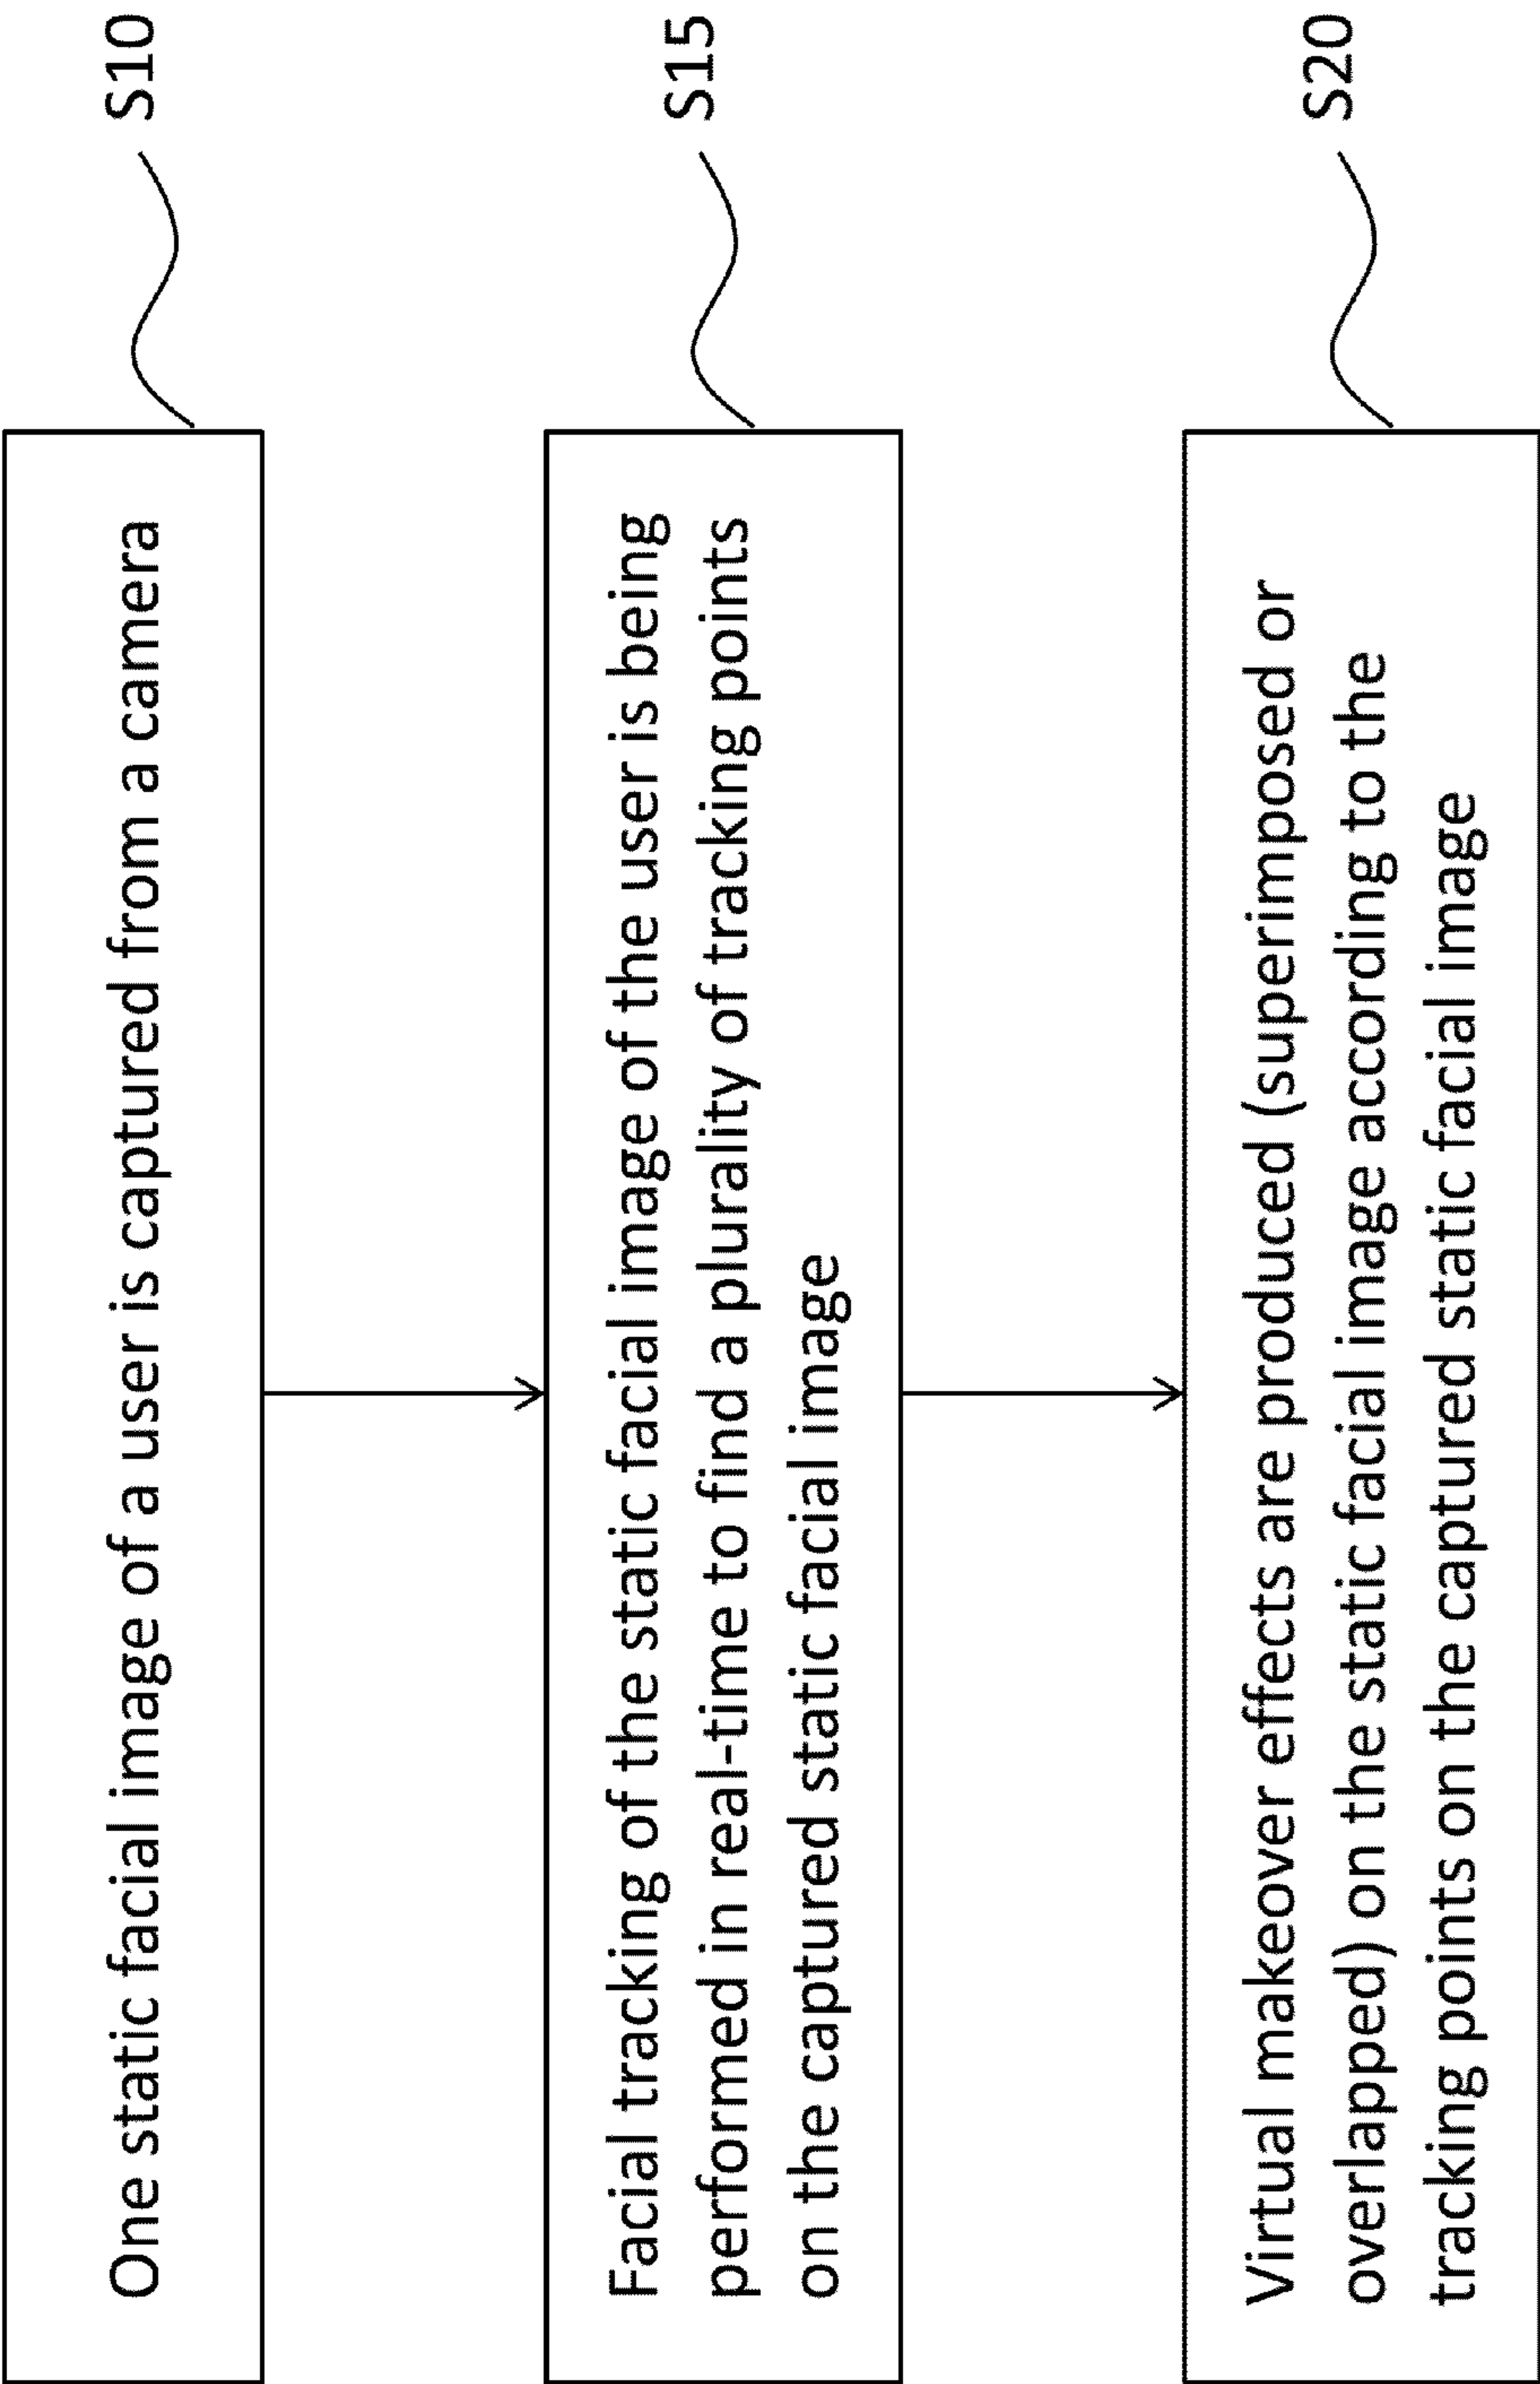 One static facial image of a user is captured from a camera
S10
Facial tracking of the static facial image of the user is being
performed in real-time to find a plurality of tracking points
on the captured static facial image
S15
Virtual makeover effects are produced (superimposed or
overlapped) on the static facial image according to the
tracking points on the captured static facial image
S20